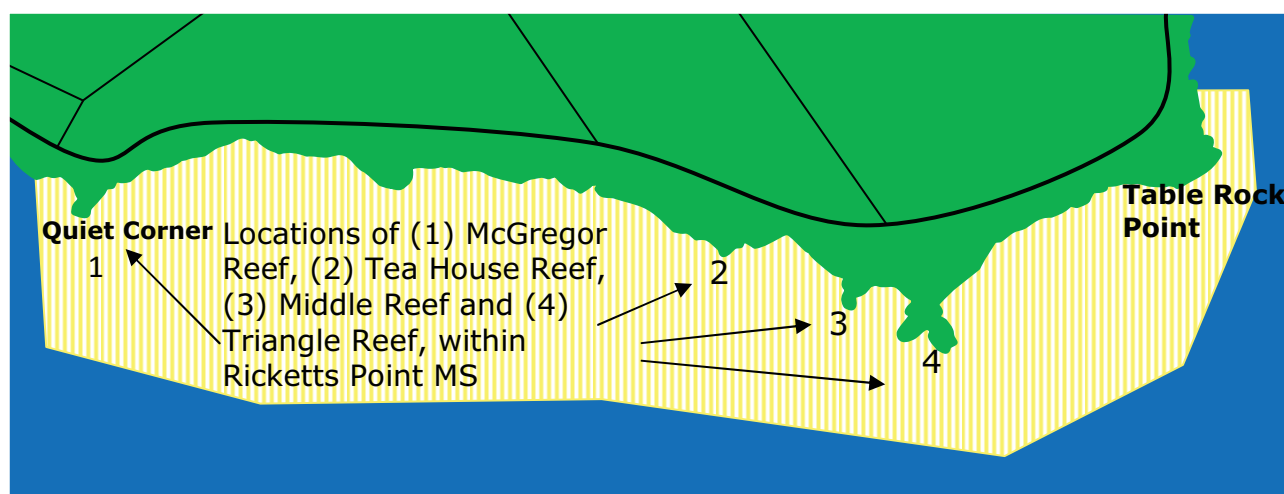 Table Rock
Point
Quiet Corner
1
Locations of (1) McGregor
Reef, (2) Tea House Reef,
(3) Middle Reef and (4)
Triangle Reef, within
Ricketts Point MS
2
3
4